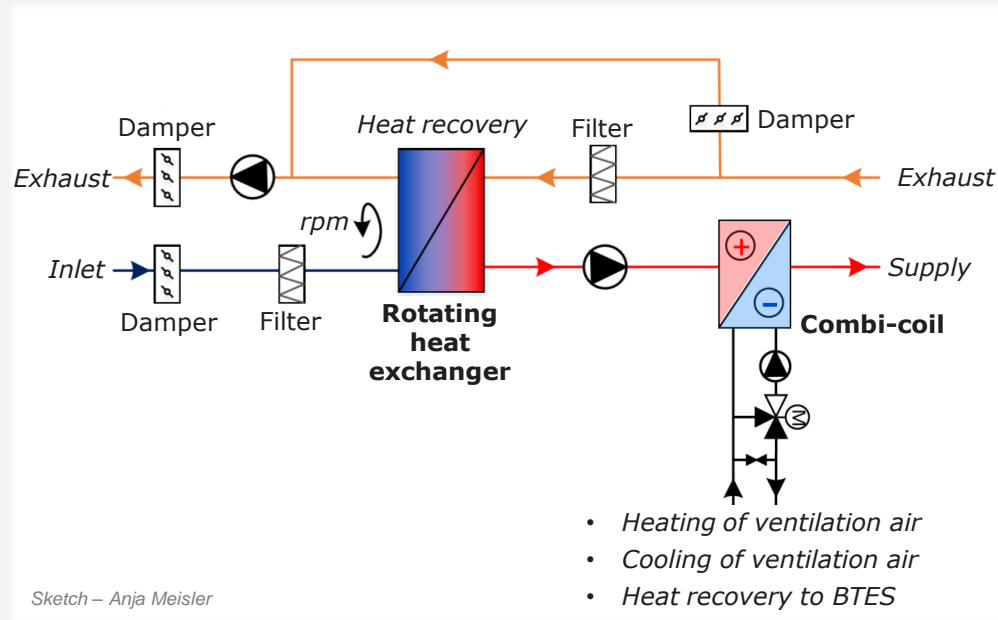 Damper
Heat recovery
Filter
Damper
Exhaust
Exhaust
rpm
Inlet
Supply
Damper
Filter
Rotating
heat
exchanger
+
−
Combi-coil
M
• Heating of ventilation air
• Cooling of ventilation air
• Heat recovery to BTES
Sketch – Anja Meisler